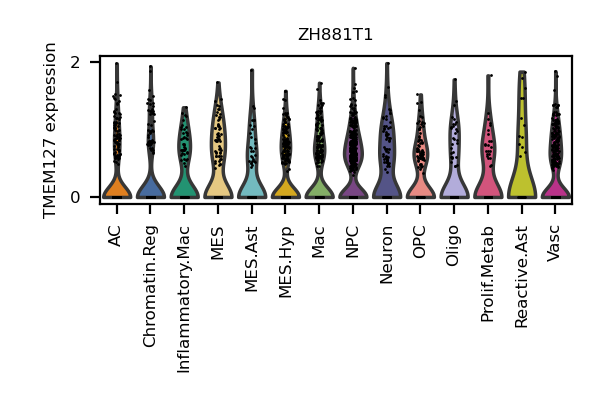 ZH881T1
TMEM127 expression
2
0
AC
Chromatin.Reg
Inflammatory.Mac
MES
MES.Ast
MES.Hyp
Mac
NPC
Neuron
OPC
Oligo
Prolif.Metab
Reactive.Ast
Vasc